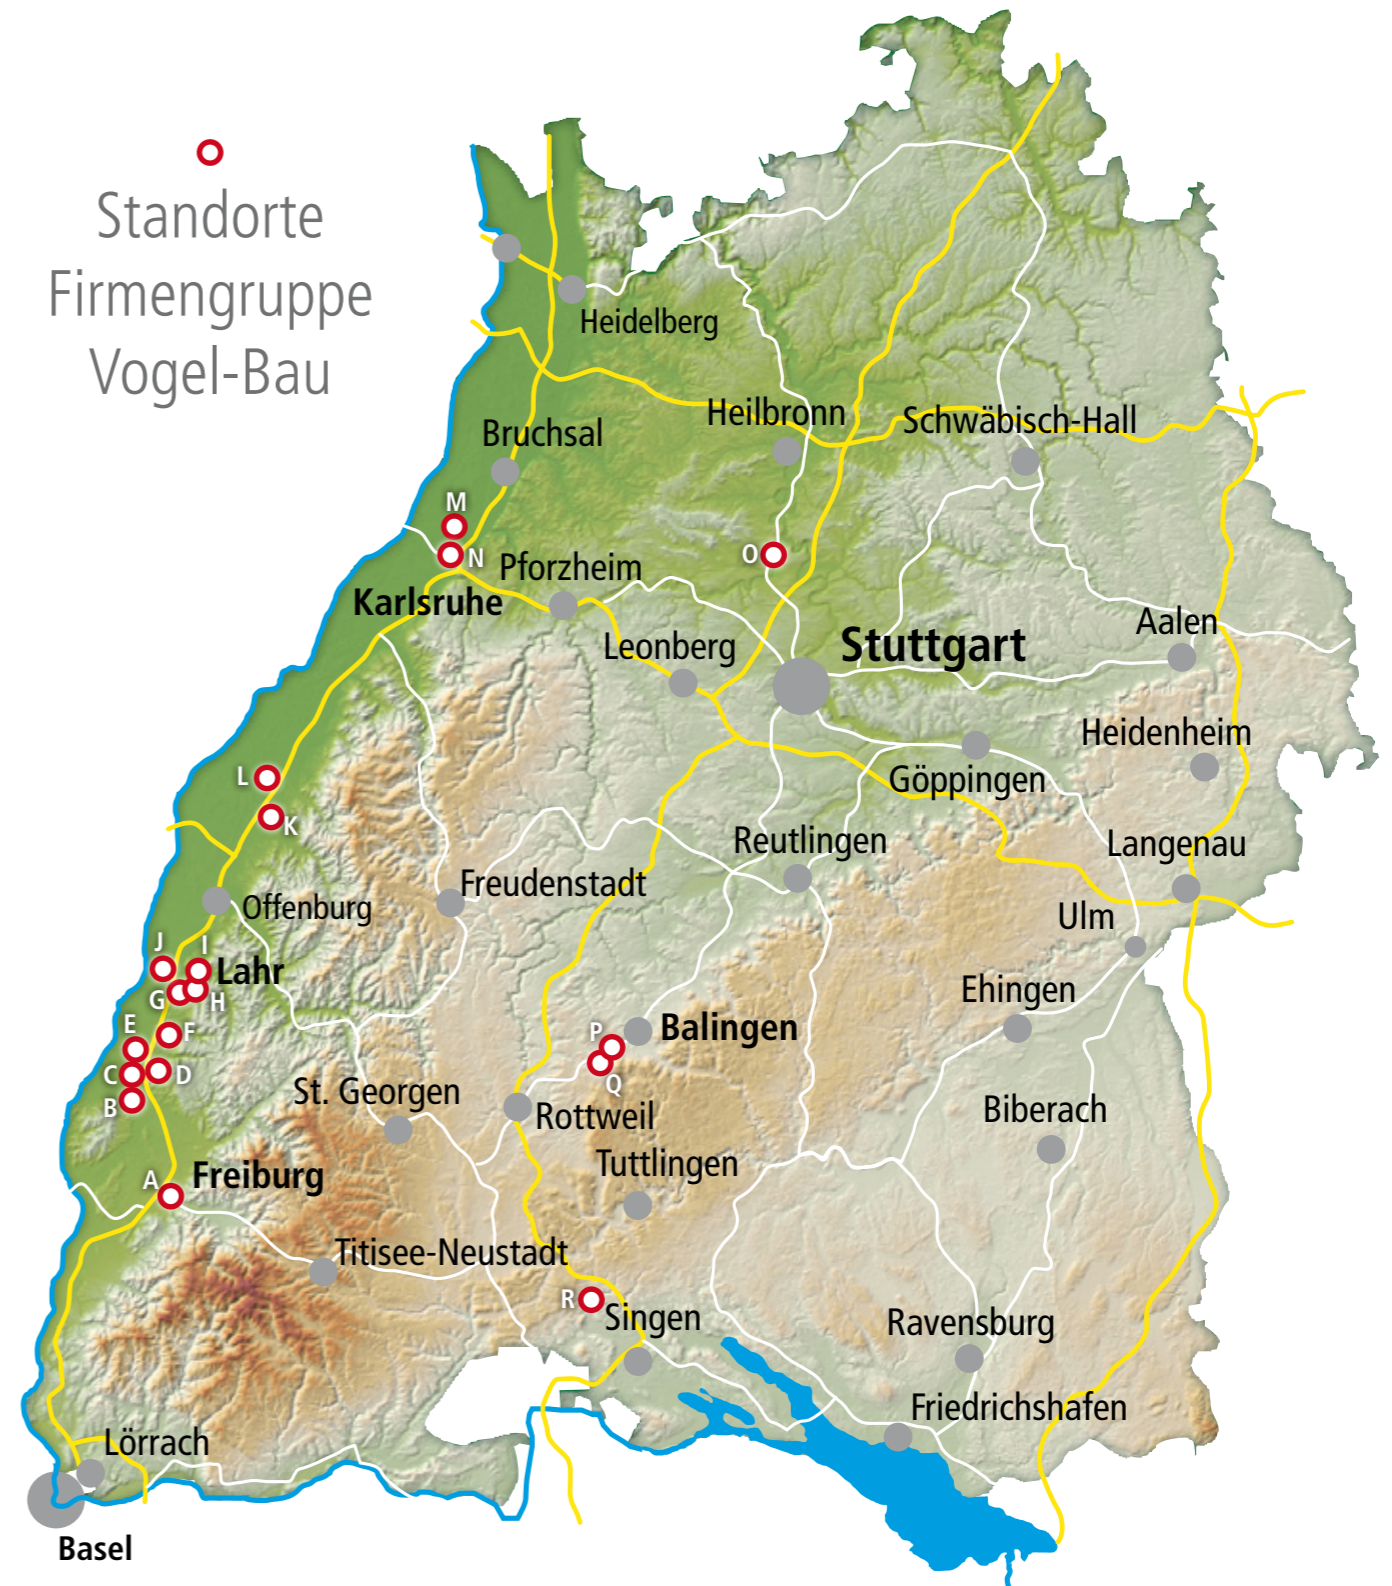 Standorte
Firmengruppe
Vogel-Bau
Heidelberg
Heilbronn
Schwäbisch-Hall
Bruchsal
M
N
O
Pforzheim
Karlsruhe
Aalen
Stuttgart
Leonberg
Heidenheim
L
Göppingen
K
Reutlingen
Langenau
Freudenstadt
Offenburg
Ulm
J
I
Lahr
G
H
Ehingen
E
F
P
Balingen
C
D
Q
St. Georgen
B
Rottweil
Biberach
Tuttlingen
A
Freiburg
Titisee-Neustadt
R
Singen
Ravensburg
Friedrichshafen
Lörrach
Basel